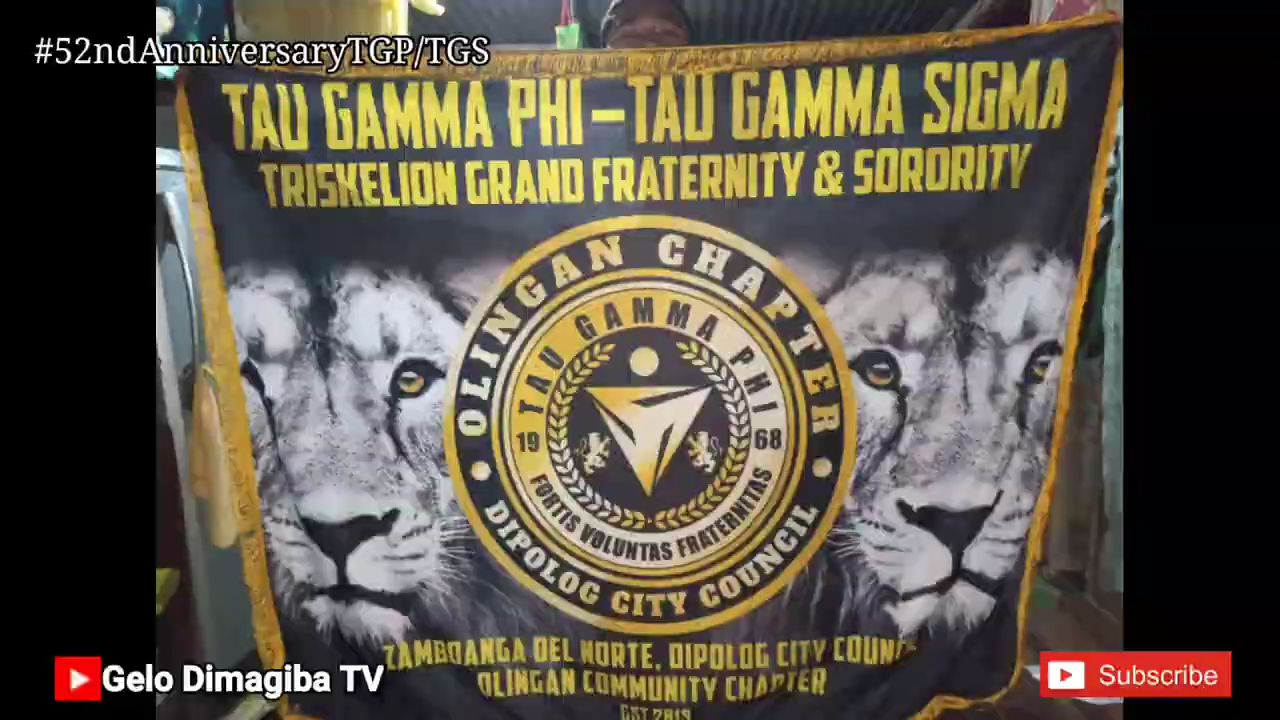 #52ndAnniversaryTGP/TGS
TAU GAMMA PHI-TAU GAMMA SIGMA
TRISKELION GRAND FRATERNITY & SORORITY
OLINGAN CHAPTER
TAU GAMMA PHI
19 68
FORTIS VOLUNTAS FRATERNITAS
DIPOLOG CITY COUNCIL
ZAMBOANGA DEL NORTE, DIPOLOG CITY
OLINGAN COMMUNITY CHAPTER
Gelo Dimagiba TV
Subscribe